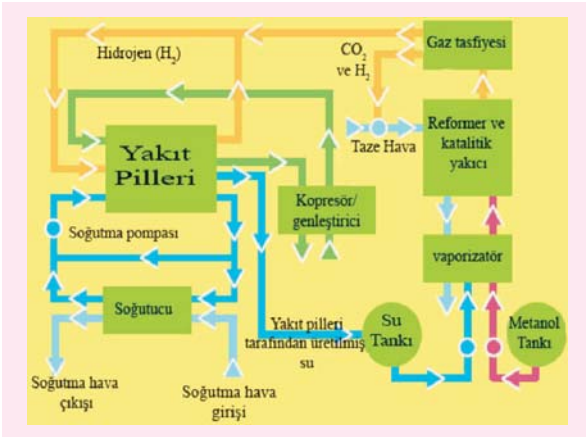 Hıdrojen (H₂)
CO₂
ve H₂
Gaz tasfiyesi
Taze Hava
Reformer ve
katalitik
yakıcı
Yakıt
Pilleri
Kopresör/
genleştirici
Soğutma pompası
vaporizatör
Soğutucu
Yakıt pilleri
tarafından üretilmiş
su
Su
Tankı
Metanol
Tankı
Soğutma hava
çıkışı
Soğutma hava
girişi